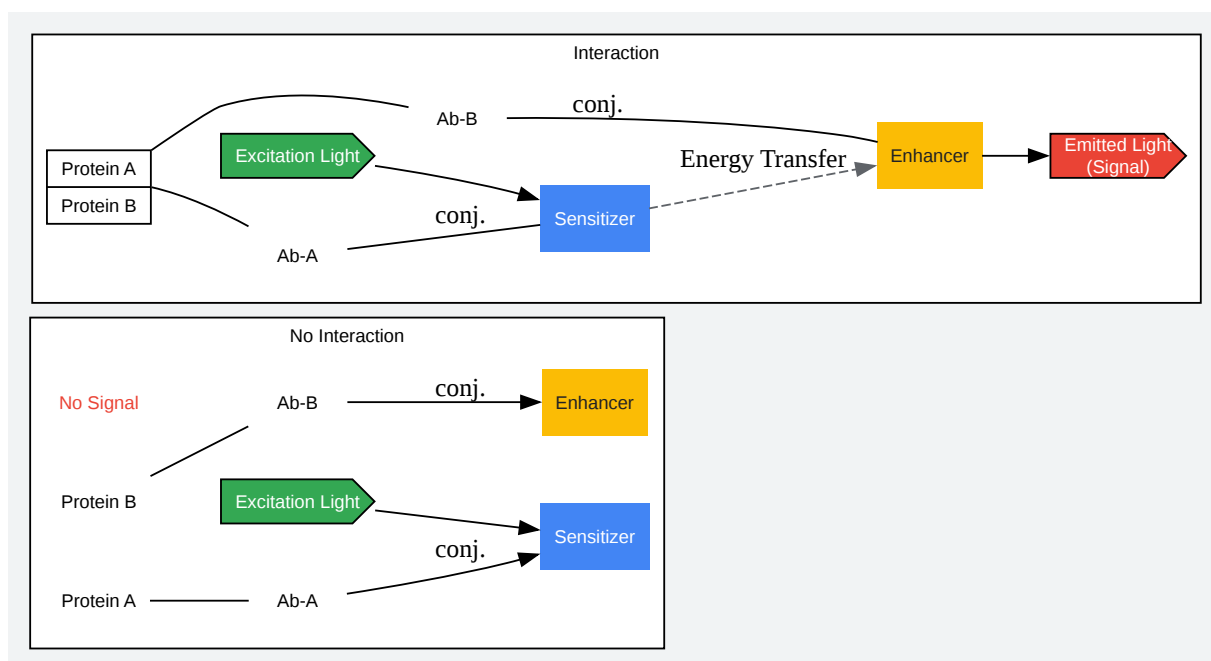 Interaction
conj.
Ab-B
Excitation Light
Emitted Light
(Signal)
Energy Transfer
Enhancer
Protein A
Protein B
conj.
Sensitizer
Ab-A
No Interaction
No Signal
Ab-B
conj.
Enhancer
Protein B
Excitation Light
Sensitizer
conj.
Protein A
Ab-A